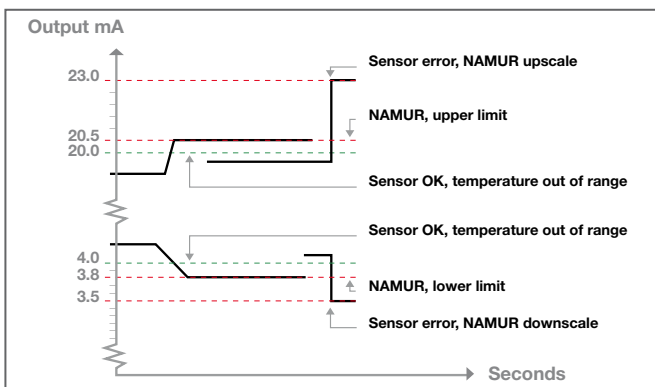 Output mA
Sensor error, NAMUR upscale
23.0
NAMUR, upper limit
20.5
20.0
Sensor OK, temperature out of range
Sensor OK, temperature out of range
4.0
3.8
NAMUR, lower limit
3.5
Sensor error, NAMUR downscale
Seconds